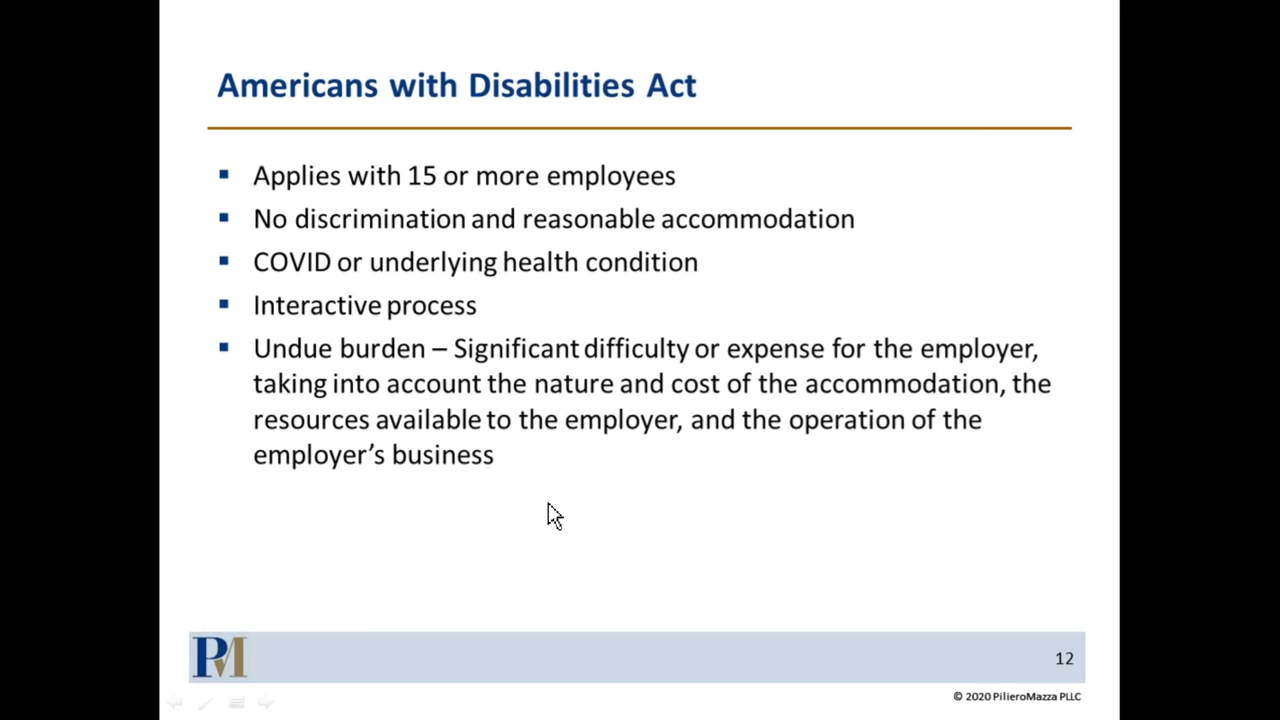 Americans with Disabilities Act
Applies with 15 or more employees
No discrimination and reasonable accommodation
COVID or underlying health condition
Interactive process
Undue burden – Significant difficulty or expense for the employer,
taking into account the nature and cost of the accommodation, the
resources available to the employer, and the operation of the
employer’s business
PM
12
© 2020 PilieroMazza PLLC